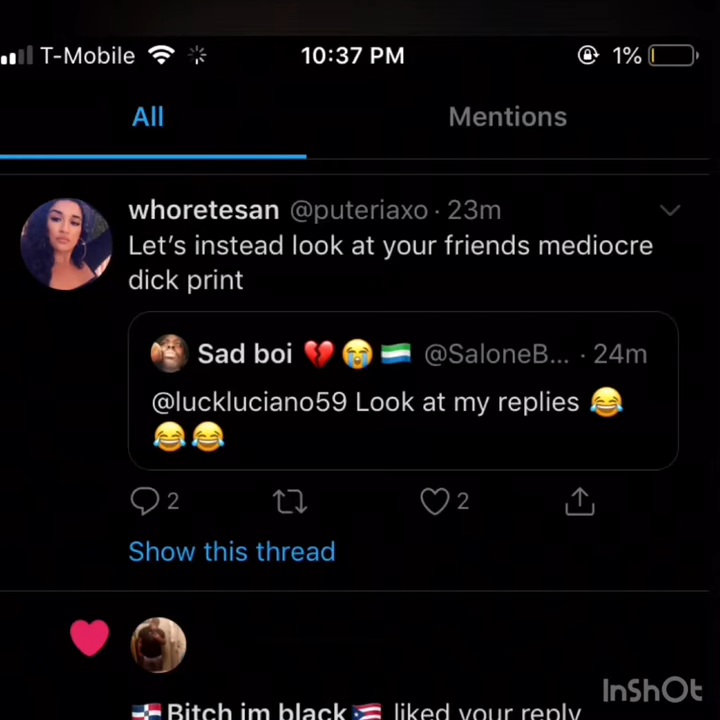 T-Mobile 10:37 PM 1%
All Mentions
whoretesan @puteriaxo · 23m
Let's instead look at your friends mediocre
dick print
Sad boi 💔😭🇸🇱 @SaloneB... · 24m
@luckluciano59 Look at my replies 😂
😂😂
2 2
Show this thread
🇩🇴Bitch im black🇵🇷 liked your reply
InShOt